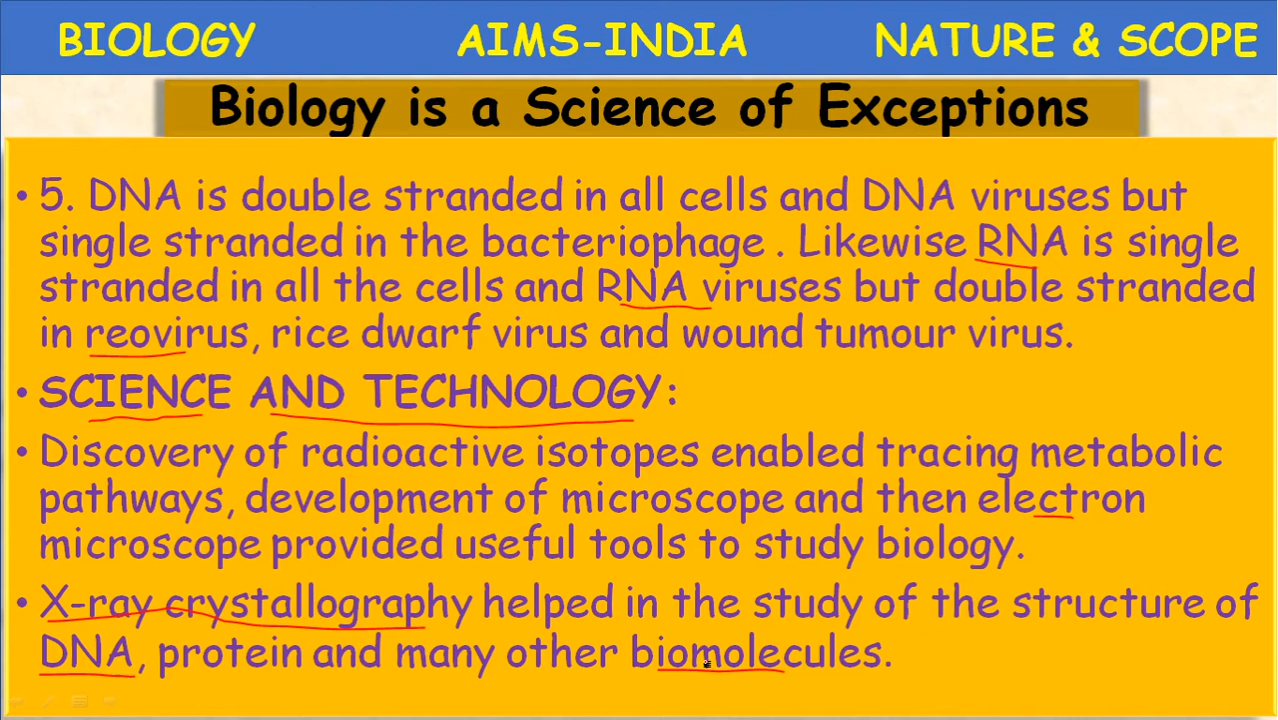 BIOLOGY AIMS-INDIA NATURE & SCOPE
Biology is a Science of Exceptions
• 5. DNA is double stranded in all cells and DNA viruses but
single stranded in the bacteriophage . Likewise RNA is single
stranded in all the cells and RNA viruses but double stranded
in reovirus, rice dwarf virus and wound tumour virus.
• SCIENCE AND TECHNOLOGY:
• Discovery of radioactive isotopes enabled tracing metabolic
pathways, development of microscope and then electron
microscope provided useful tools to study biology.
• X-ray crystallography helped in the study of the structure of
DNA, protein and many other biomolecules.